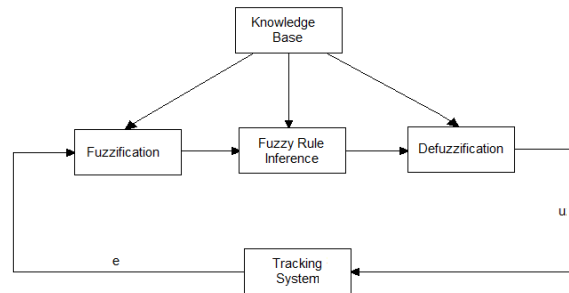 Knowledge
Base
Fuzzification
Fuzzy Rule
Inference
Defuzzification
u
e
Tracking
System